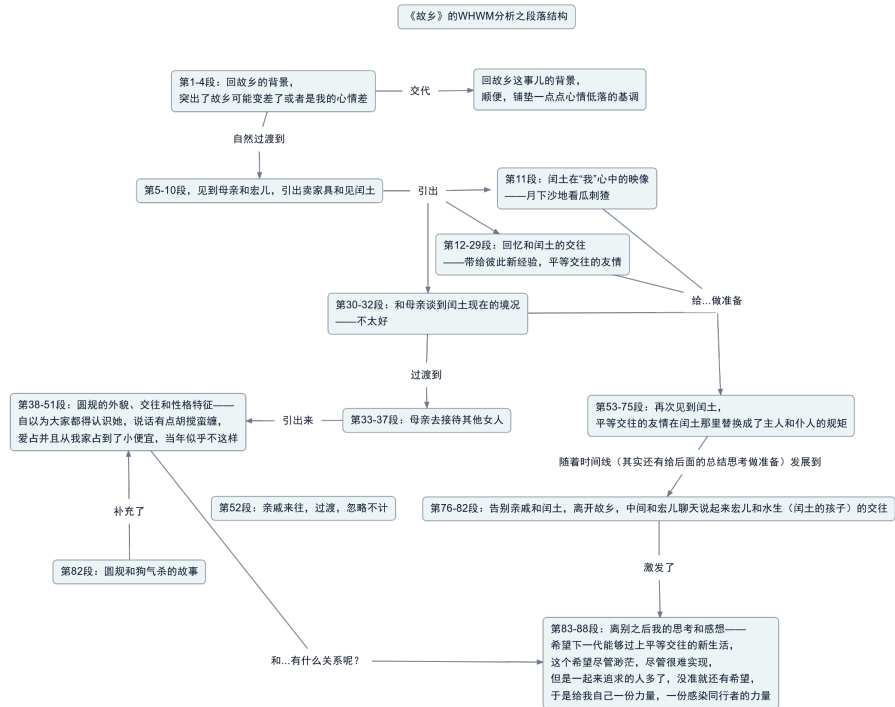 《故乡》的WHWM分析之段落结构
第1-4段：回故乡的背景，
突出了故乡可能变差了或者是我的心情差
交代
回故乡这事儿的背景，
顺便，铺垫一点点心情低落的基调
自然过渡到
第5-10段，见到母亲和宏儿，引出卖家具和见闰土
引出
第11段：闰土在“我”心中的映像
——月下沙地看瓜刺猹
第12-29段：回忆和闰土的交往
——带给彼此新经验，平等交往的友情
给...做准备
第30-32段：和母亲谈到闰土现在的境况
——不太好
过渡到
第33-37段：母亲去接待其他女人
引出来
第38-51段：圆规的外貌、交往和性格特征——
自以为大家都得认识她，说话有点胡搅蛮缠，
爱占并且从我家占到了小便宜，当年似乎不这样
第53-75段：再次见到闰土，
平等交往的友情在闰土那里替换成了主人和仆人的规矩
随着时间线（其实还有给后面的总结思考做准备）发展到
补充了
第52段：亲戚来往，过渡，忽略不计
第76-82段：告别亲戚和闰土，离开故乡，中间和宏儿聊天说起来宏儿和水生（闰土的孩子）的交往
第82段：圆规和狗气杀的故事
激发了
和...有什么关系呢？
第83-88段：离别之后我的思考和感想——
希望下一代能够过上平等交往的新生活，
这个希望尽管渺茫，尽管很难实现，
但是一起来追求的人多了，没准就还有希望，
于是给我自己一份力量，一份感染同行者的力量